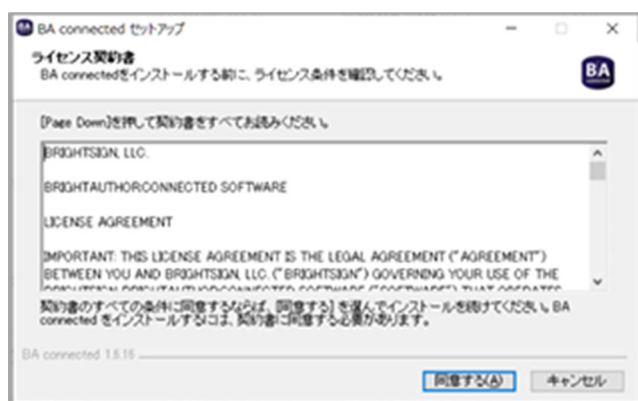 BA connected セットアップ
ライセンス契約書
BA connectedをインストールする前に、ライセンス条件を確認してください。
BA
[Page Down]を押して契約書をすべてお読みください。
BRIGHTSIGN, LLC.
BRIGHTAUTHOR:CONNECTED SOFTWARE
LICENSE AGREEMENT
IMPORTANT: THIS LICENSE AGREEMENT IS THE LEGAL AGREEMENT ("AGREEMENT")
BETWEEN YOU AND BRIGHTSIGN, LLC. ("BRIGHTSIGN") GOVERNING YOUR USE OF THE
契約書のすべての条件に同意するならば、[同意する] を選んでインストールを続けてください。 BA
connected をインストールするには、契約書に同意する必要があります。
BA connected 1.6.16
同意する(A)
キャンセル